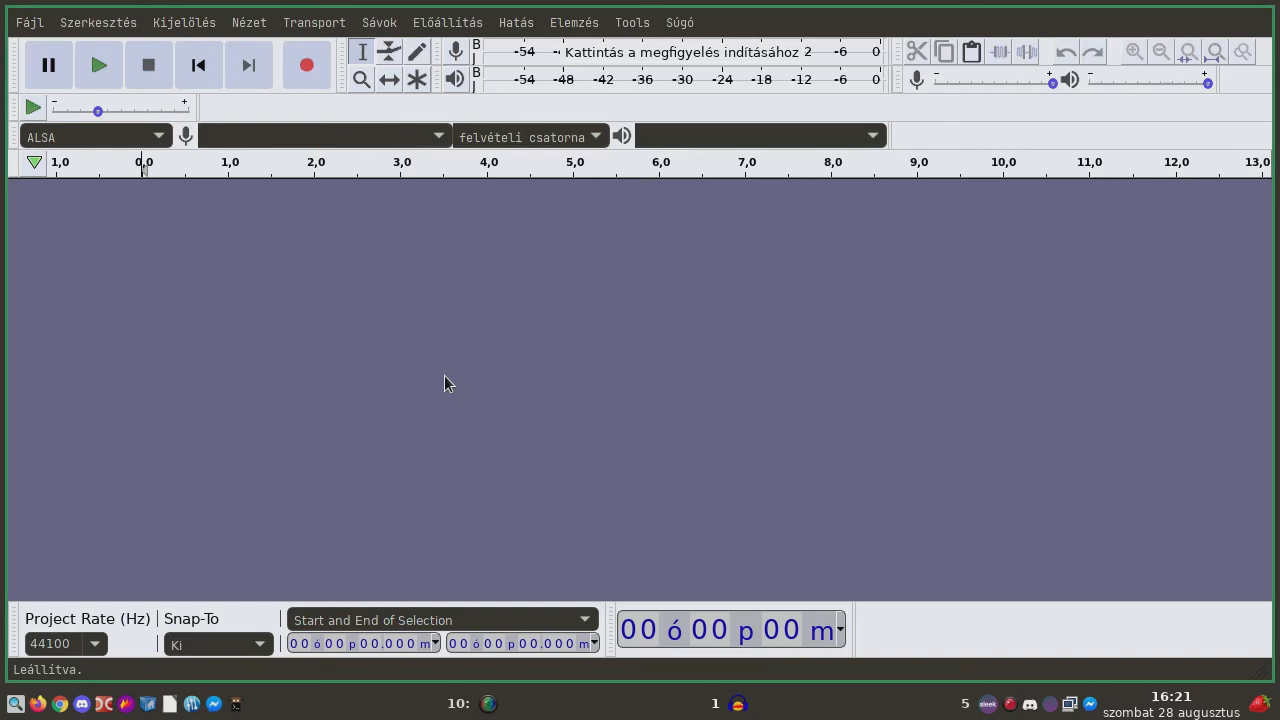 Fájl Szerkesztés Kijelölés Nézet Transport Sávok Előállítás Hatás Elemzés Tools Súgó
B -54 Kattintás a megfigyelés indításához 2 -6 0
J
B -54 -48 -42 -36 -30 -24 -18 -12 -6 0
J
- +
ALSA felvételi csatorna
1,0 0,0 1,0 2,0 3,0 4,0 5,0 6,0 7,0 8,0 9,0 10,0 11,0 12,0 13,0
Project Rate (Hz) Snap-To Start and End of Selection
44100 Ki 00 ó 00 p 00.000 m 00 ó 00 p 00.000 m 00 ó 00 p 00 m
Leállítva.
10: 1 5 sleek 16:21
szombat 28 augusztus